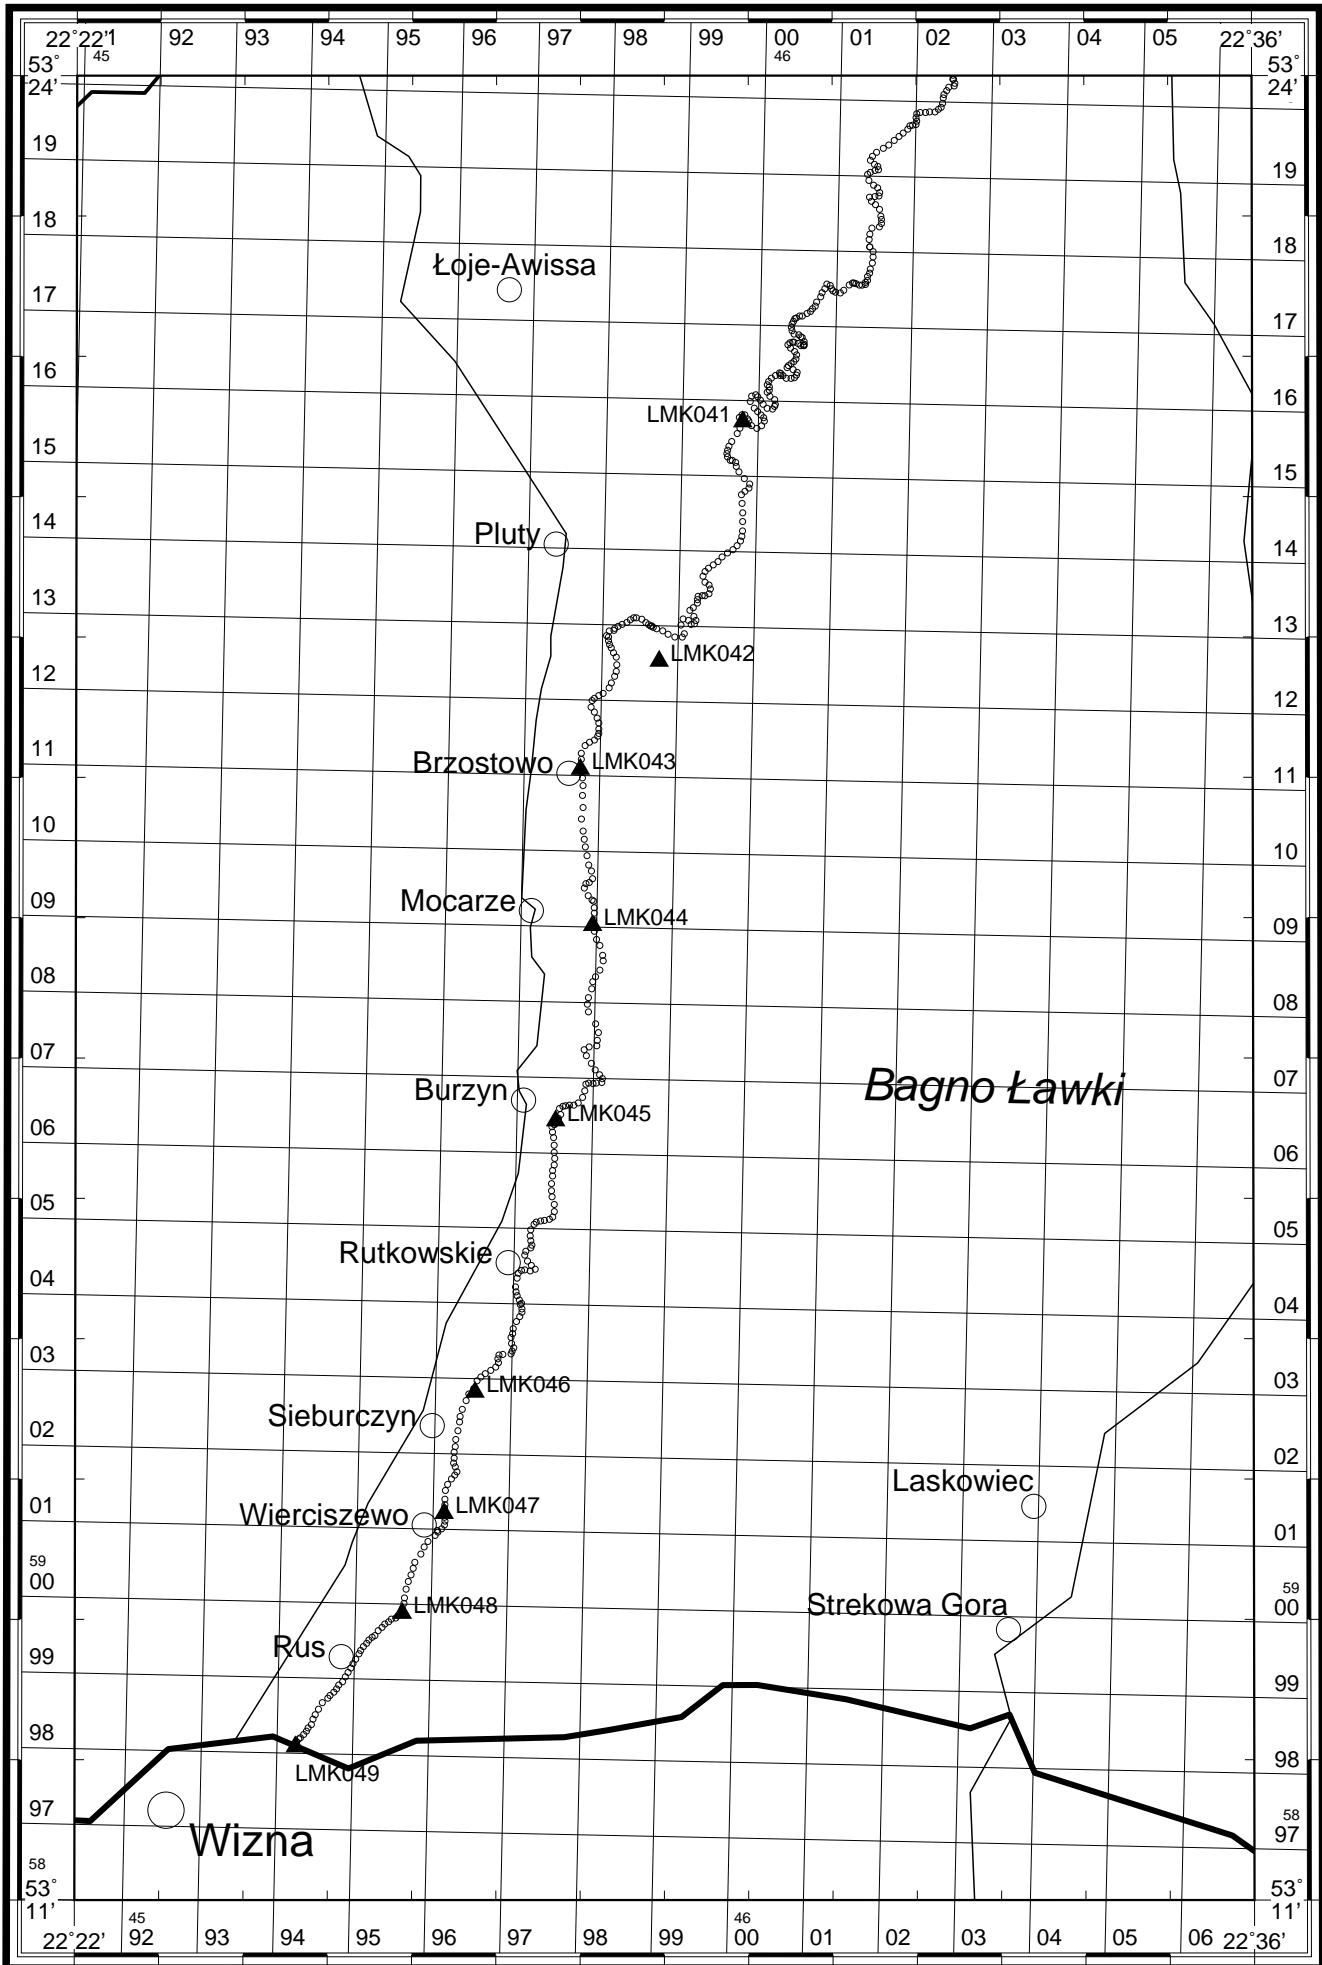 22°22'1 92 93 94 95 96 97 98 99 00 01 02 03 04 05 22°36'
45 46
53° 53°
24' 24'
19 19
18 18
Łoje-Awissa
17 17
16 16
LMK041
15 15
14 Pluty 14
13 13
LMK042
12 12
11 Brzostowo LMK043 11
10 10
09 Mocarze LMK044 09
08 08
07 Bagno Ławki 07
Burzyn
LMK045
06 06
05 05
Rutkowskie
04 04
03 03
LMK046
Sieburczyn
02 02
Laskowiec
01 Wierciszewo LMK047 01
59 59
00 00
LMK048 Strekowa Gora
Rus
99 99
98 98
LMK049
97 58
97
Wizna
58
53° 53°
11' 11'
45 46
22°22' 92 93 94 95 96 97 98 99 00 01 02 03 04 05 06 22°36'